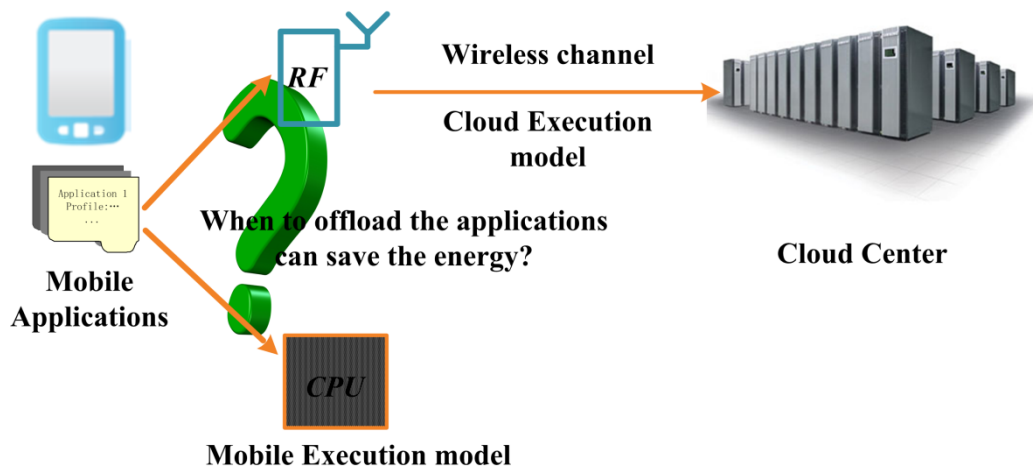 RF
Wireless channel
Cloud Execution
model
Application 1
Profile:…
...
When to offload the applications
can save the energy?
Mobile
Applications
Cloud Center
CPU
Mobile Execution model